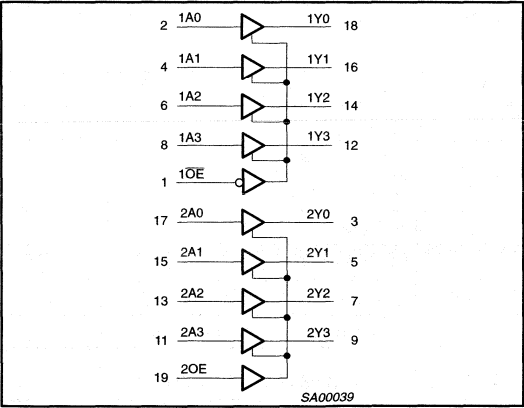 2 1A0 1Y0 18
4 1A1 1Y1 16
6 1A2 1Y2 14
8 1A3 1Y3 12
1 1O̅E̅
17 2A0 2Y0 3
15 2A1 2Y1 5
13 2A2 2Y2 7
11 2A3 2Y3 9
19 2OE
SA00039